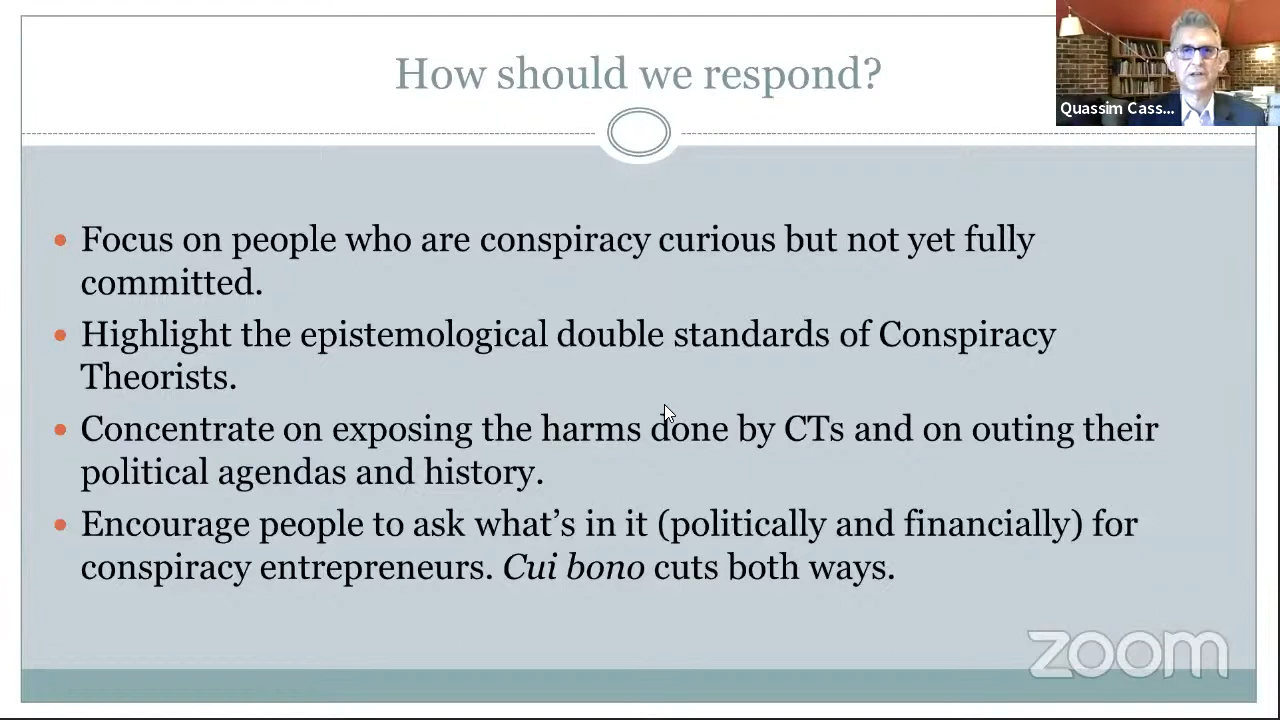 How should we respond?
Quassim Cass...
• Focus on people who are conspiracy curious but not yet fully
committed.
• Highlight the epistemological double standards of Conspiracy
Theorists.
• Concentrate on exposing the harms done by CTs and on outing their
political agendas and history.
• Encourage people to ask what’s in it (politically and financially) for
conspiracy entrepreneurs. Cui bono cuts both ways.
zoom